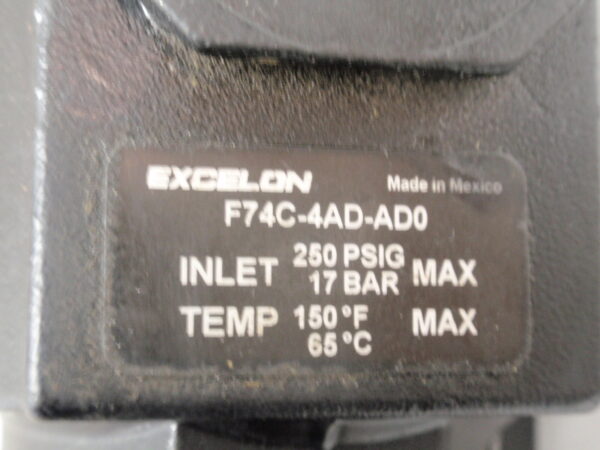 EXCELON Made in Mexico
F74C-4AD-AD0
INLET 250 PSIG 17 BAR MAX
TEMP 150°F 65°C MAX